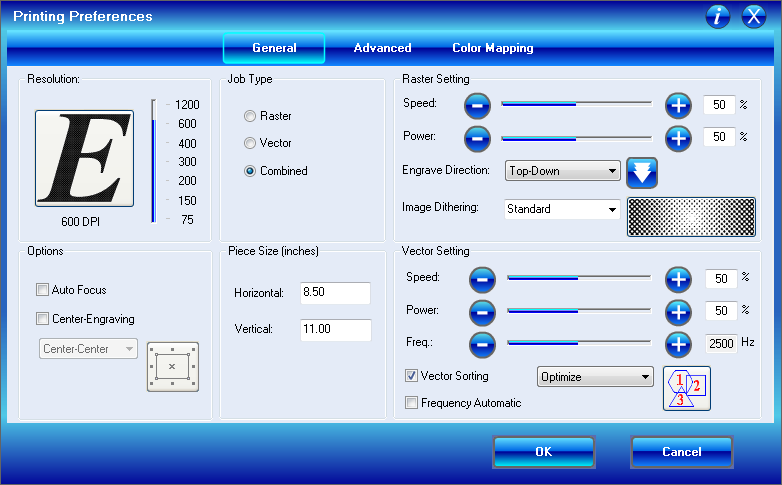 Printing Preferences
i X
General Advanced Color Mapping
Resolution:
E
1200
600
400
300
200
150
75
600 DPI
Job Type
Raster
Vector
Combined
Raster Setting
Speed: 50 %
Power: 50 %
Engrave Direction: Top-Down
Image Dithering: Standard
Options
Auto Focus
Center-Engraving
Center-Center
Piece Size (inches)
Horizontal: 8.50
Vertical: 11.00
Vector Setting
Speed: 50 %
Power: 50 %
Freq.: 2500 Hz
Vector Sorting Optimize
1 2
3
Frequency Automatic
OK Cancel